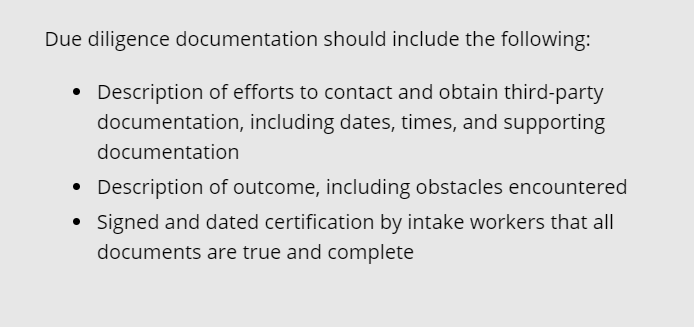 Due diligence documentation should include the following:
• Description of efforts to contact and obtain third-party
documentation, including dates, times, and supporting
documentation
• Description of outcome, including obstacles encountered
• Signed and dated certification by intake workers that all
documents are true and complete